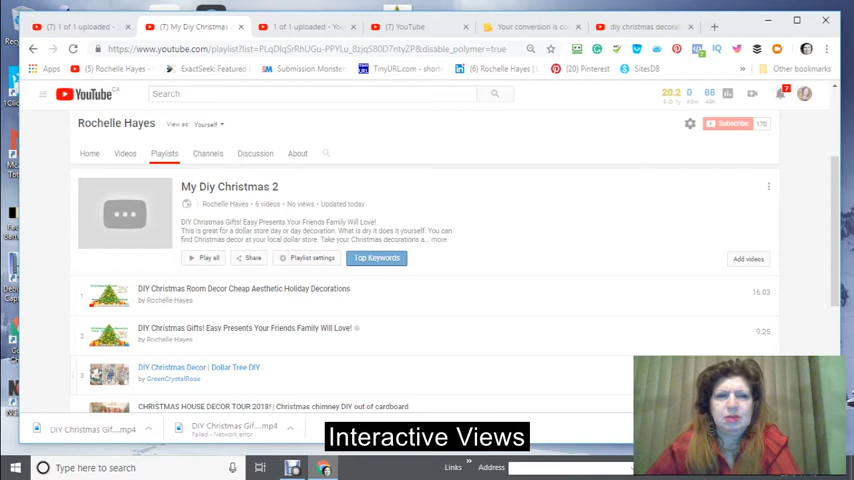 (7) 1 of 1 uploaded -
(7) My Diy Christmas
1 of 1 uploaded - You
(7) YouTube
Your conversion is co
diy christmas decorat
https://www.youtube.com/playlist?list=PLqDlqSrRhUGu-PPYLu_8zjqS80D7ntyZP8&disable_polymer=true
Apps
(5) Rochelle Hayes -
ExactSeek: Featured
Submission Monster
TinyURL.com - shorte
(6) Rochelle Hayes |
(20) Pinterest
SitesDB
»
Other bookmarks
YouTube CA
Search
20.2 0 88
7
Rochelle Hayes
View as: Yourself
Subscribe 170
Home
Videos
Playlists
Channels
Discussion
About
My Diy Christmas 2
Rochelle Hayes • 6 videos • No views • Updated today
DIY Christmas Gifts! Easy Presents Your Friends Family Will Love!
This is great for a dollar store day or day decoration. What is dry it does it yourself. You can
find Christmas decor at your local dollar store. Take your Christmas decorations a... more
Play all
Share
Playlist settings
Top Keywords
Add videos
1
DIY Christmas Room Decor Cheap Aesthetic Holiday Decorations
by Rochelle Hayes
16:03
2
DIY Christmas Gifts! Easy Presents Your Friends Family Will Love!
by Rochelle Hayes
9:25
3
DIY Christmas Decor | Dollar Tree DIY
by GreenCrystalRose
CHRISTMAS HOUSE DECOR TOUR 2018! | Christmas chimney DIY out of cardboard
DIY Christmas Gif....mp4
DIY Christmas Gif....mp4
Failed - Network error
Interactive Views
Type here to search
Links
»
Address